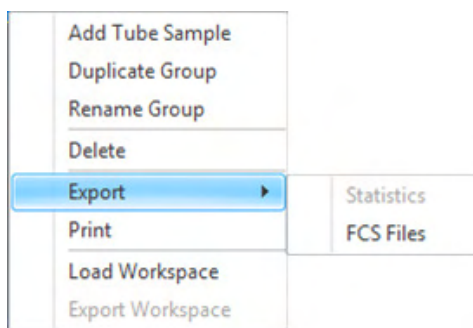 Add Tube Sample
Duplicate Group
Rename Group
Delete
Export
Statistics
FCS Files
Print
Load Workspace
Export Workspace